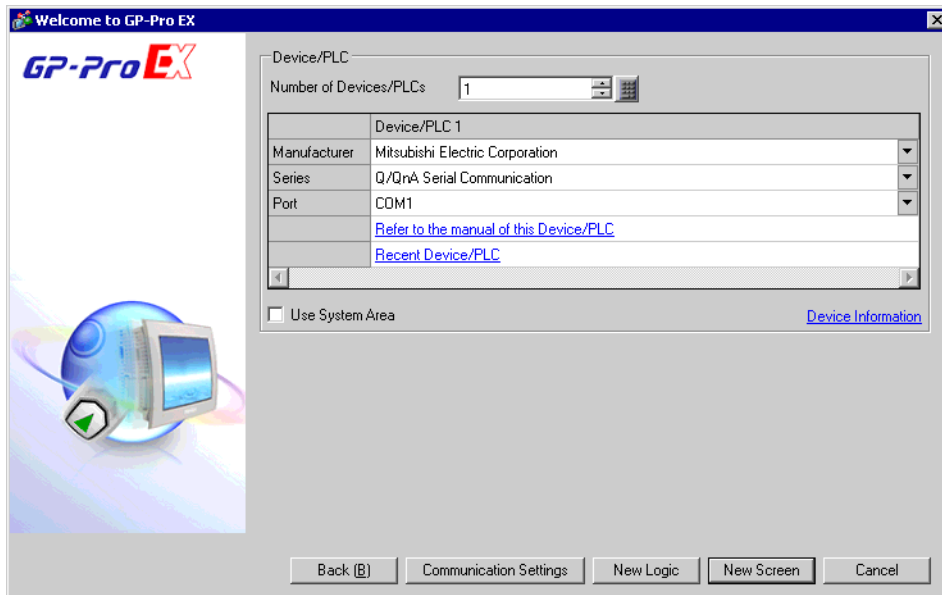 Welcome to GP-Pro EX
GP-Pro EX
Device/PLC
Number of Devices/PLCs 1
Device/PLC 1
Manufacturer Mitsubishi Electric Corporation
Series Q/QnA Serial Communication
Port COM1
Refer to the manual of this Device/PLC
Recent Device/PLC
Use System Area Device Information
Back (B) Communication Settings New Logic New Screen Cancel